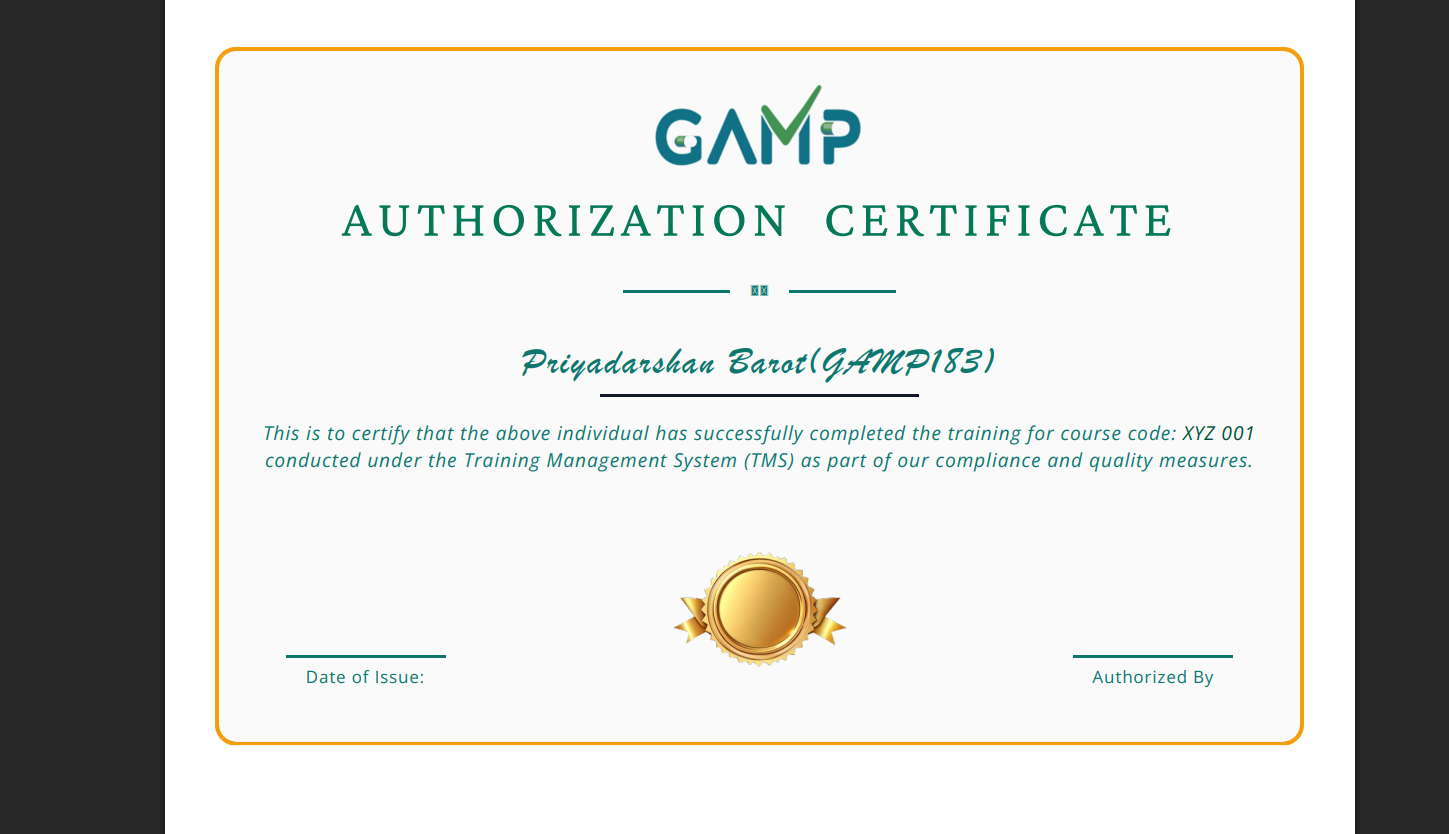 GAMP
AUTHORIZATION CERTIFICATE
Priyadarshan Barot(GAMP183)
This is to certify that the above individual has successfully completed the training for course code: XYZ 001
conducted under the Training Management System (TMS) as part of our compliance and quality measures.
Date of Issue:
Authorized By